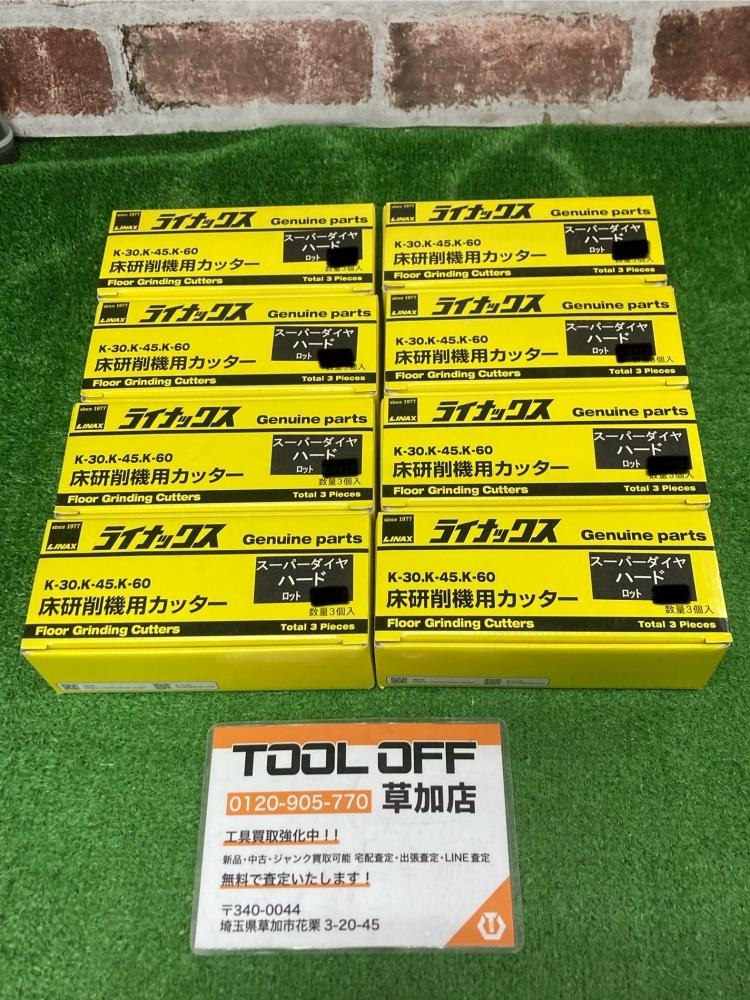 since 1977
LINAX
ライナックス
Genuine parts
K-30.K-45.K-60
床研削機用カッター
スーパーダイヤ
ハード
ロット
数量3個入
Floor Grinding Cutters
Total 3 Pieces
since 1977
LINAX
ライナックス
Genuine parts
K-30.K-45.K-60
床研削機用カッター
スーパーダイヤ
ハード
ロット
数量3個入
Floor Grinding Cutters
Total 3 Pieces
since 1977
LINAX
ライナックス
Genuine parts
K-30.K-45.K-60
床研削機用カッター
スーパーダイヤ
ハード
ロット
Floor Grinding Cutters
Total 3 Pieces
since 1977
LINAX
ライナックス
Genuine parts
K-30.K-45.K-60
床研削機用カッター
スーパーダイヤ
ハード
ロット
個入
Floor Grinding Cutters
Total 3 Pieces
since 1977
LINAX
ライナックス
Genuine parts
K-30.K-45.K-60
床研削機用カッター
スーパーダイヤ
ハード
ロット
数量3個入
Floor Grinding Cutters
Total 3 Pieces
since 1977
LINAX
ライナックス
Genuine parts
K-30.K-45.K-60
床研削機用カッター
スーパーダイヤ
ハード
ロット
数量3個入
Floor Grinding Cutters
Total 3 Pieces
since 1977
LINAX
ライナックス
Genuine parts
K-30.K-45.K-60
床研削機用カッター
スーパーダイヤ
ハード
ロット
数量3個入
Floor Grinding Cutters
Total 3 Pieces
since 1977
LINAX
ライナックス
Genuine parts
K-30.K-45.K-60
床研削機用カッター
スーパーダイヤ
ハード
ロット
数量3個入
Floor Grinding Cutters
Total 3 Pieces
TOOL OFF
0120-905-770 草加店
工具買取強化中!!
新品・中古・ジャンク買取可能 宅配査定・出張査定・LINE査定
無料で査定いたします!
〒340-0044
埼玉県草加市花栗 3-20-45